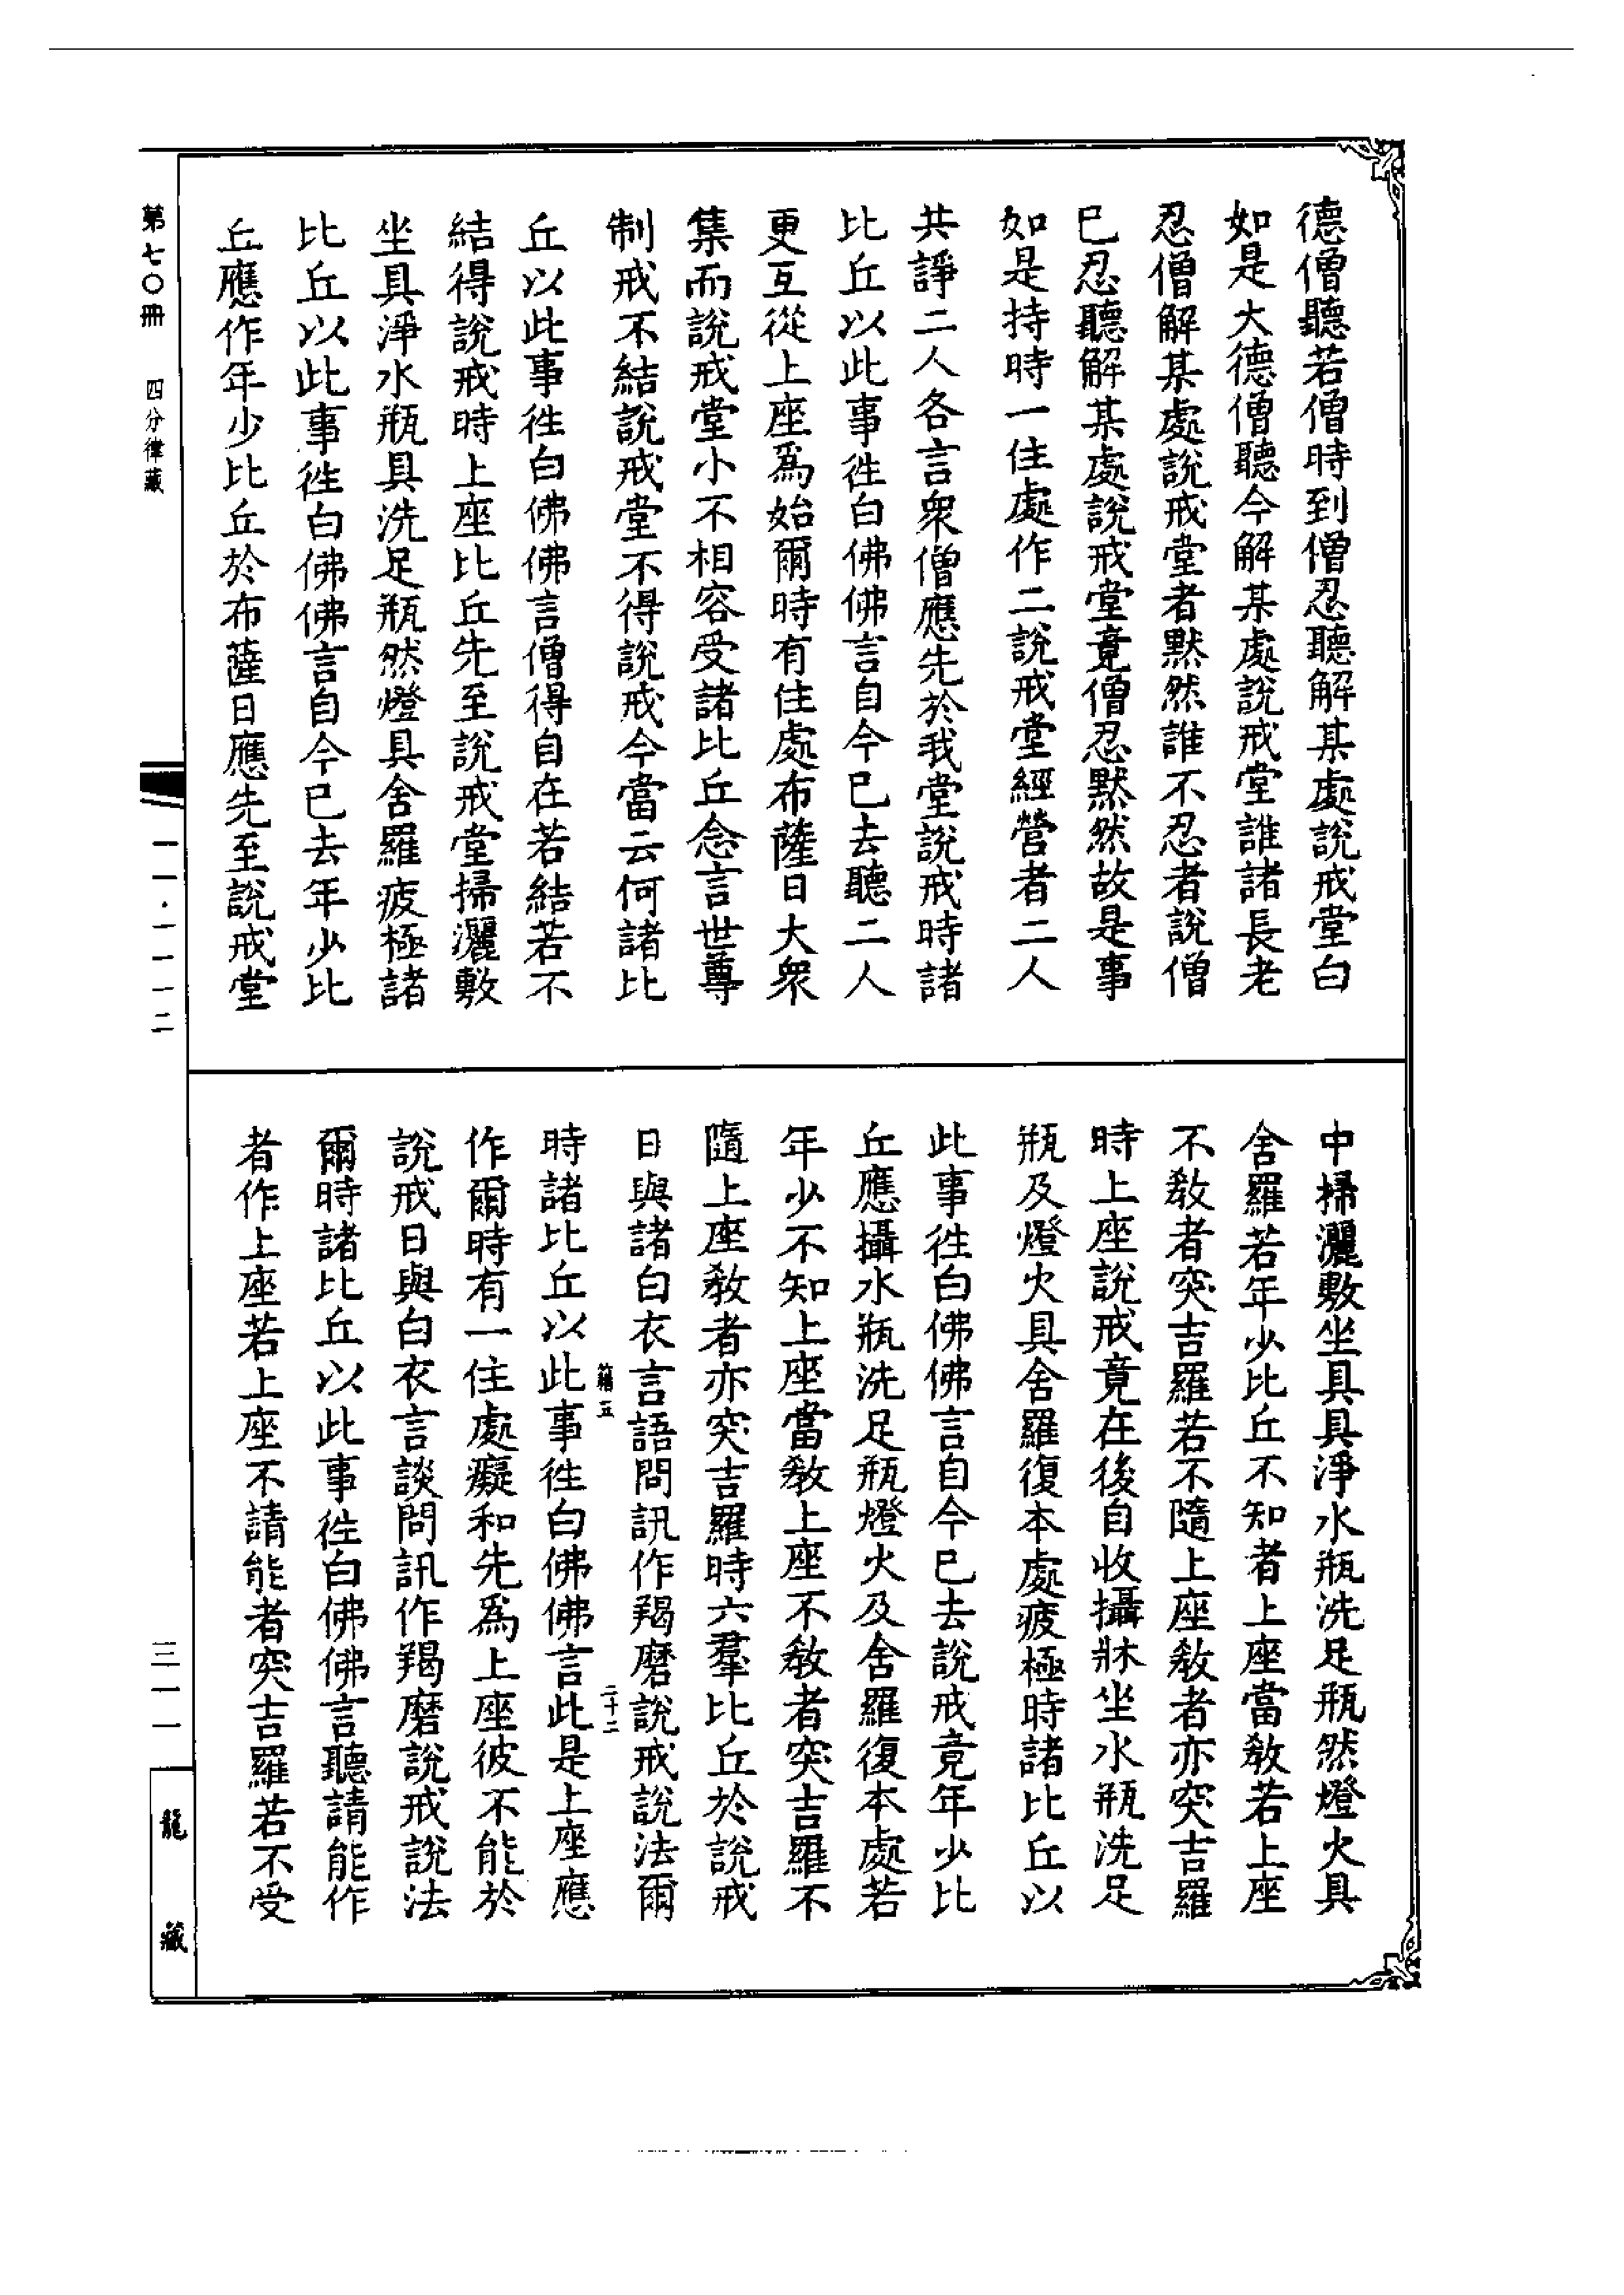 德僧聽若僧時到僧忍聽解某處說戒堂白
如是大德僧聽今解某處說戒堂誰諸長老
忍僧解某處說戒堂者默然誰不忍者說僧
已忍聽解某處說戒堂竟僧忍默然故是事
如是持時一住處作二說戒堂經營者二人
共諍二人各言衆僧應先於我堂說戒時諸
比丘以此事徃白佛佛言自今已去聽二人
更互從上座爲始爾時有住處布薩日大衆
集而說戒堂小不相容受諸比丘念言世尊
制戒不結說戒堂不得說戒今當云何諸比
丘以此事徃白佛佛言僧得自在若結若不
結得說戒時上座比丘先至說戒堂掃灑敷
坐具淨水瓶具洗足瓶然燈具舍羅疲極諸
比丘以此事徃白佛佛言自今已去年少比
丘應作年少比丘於布薩日應先至說戒堂
中掃灑敷坐具具淨水瓶洗足瓶然燈火具
舍羅若年少比丘不知者上座當教若上座
不教者突吉羅若不隨上座教者亦突吉羅
時上座說戒竟在後自收攝牀坐水瓶洗足
瓶及燈火具舍羅復本處疲極時諸比丘以
此事徃白佛佛言自今已去說戒竟年少比
丘應攝水瓶洗足瓶燈火及舍羅復本處若
年少不知上座當教上座不教者突吉羅不
隨上座教者亦突吉羅時六羣比丘於說戒
日與諸白衣言語問訊作羯磨說戒說法爾
籍五 二十二
時諸比丘以此事徃白佛佛言此是上座應
作爾時有一住處癡和先爲上座彼不能於
說戒日與白衣言談問訊作羯磨說戒說法
爾時諸比丘以此事徃白佛佛言聽請能作
者作上座若上座不請能者突吉羅若不受
第七〇冊 四分律藏
一一·一一一二
三一一
龍藏